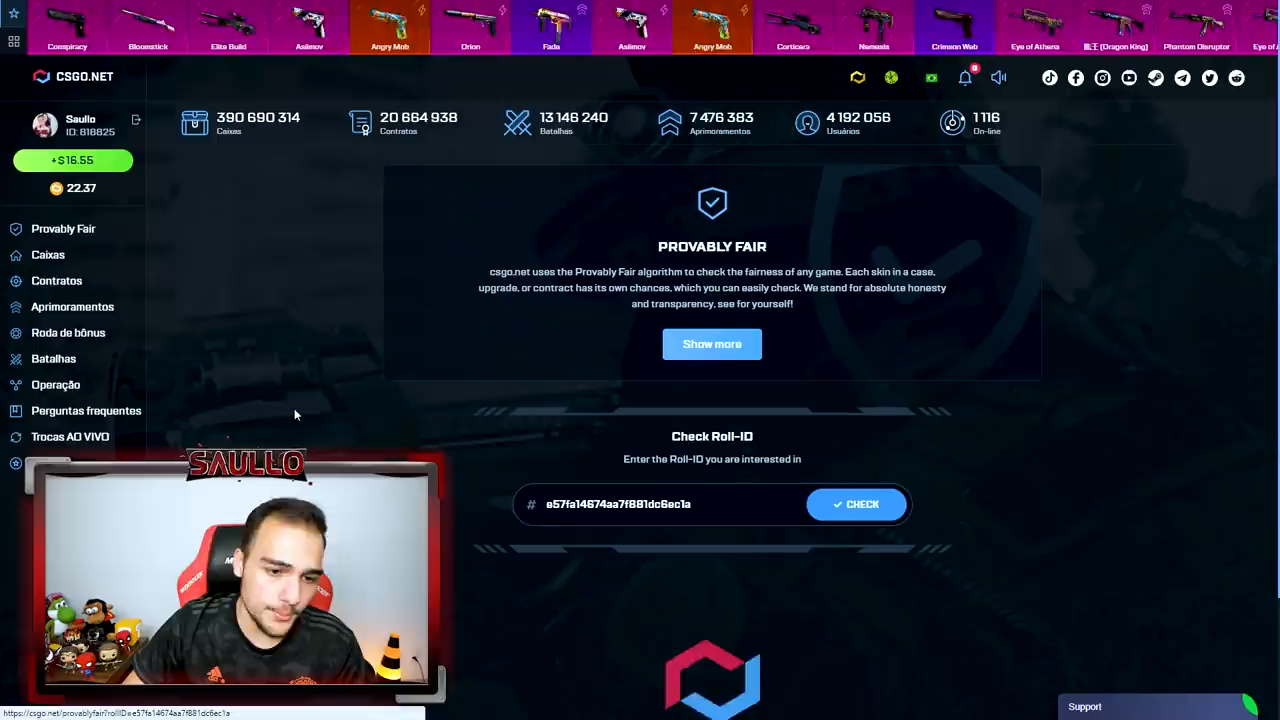 Conspiracy
Bloomstick
Elite Build
Asiimov
Angry Mob
Orion
Fade
Asiimov
Angry Mob
Corticera
Nemesis
Crimson Web
Eye of Athena
龍王 (Dragon King)
Phantom Disruptor
Eye of A
CSGO.NET
Saullo
ID: 818825
+$16.55
22.37
390 690 314
Caixas
20 664 938
Contratos
13 146 240
Batalhas
7 476 383
Aprimoramentos
4 192 056
Usuários
1 116
On-line
Provably Fair
Caixas
Contratos
Aprimoramentos
Roda de bônus
Batalhas
Operação
Perguntas frequentes
Trocas AO VIVO
PROVABLY FAIR
csgo.net uses the Provably Fair algorithm to check the fairness of any game. Each skin in a case,
upgrade, or contract has its own chances, which you can easily check. We stand for absolute honesty
and transparency, see for yourself!
Show more
Check Roll-ID
Enter the Roll-ID you are interested in
# e57fa14674aa7f881dc6ec1a
CHECK
SAULLO
https://csgo.net/provablyfair?rollID=e57fa14674aa7f881dc6ec1a
Support